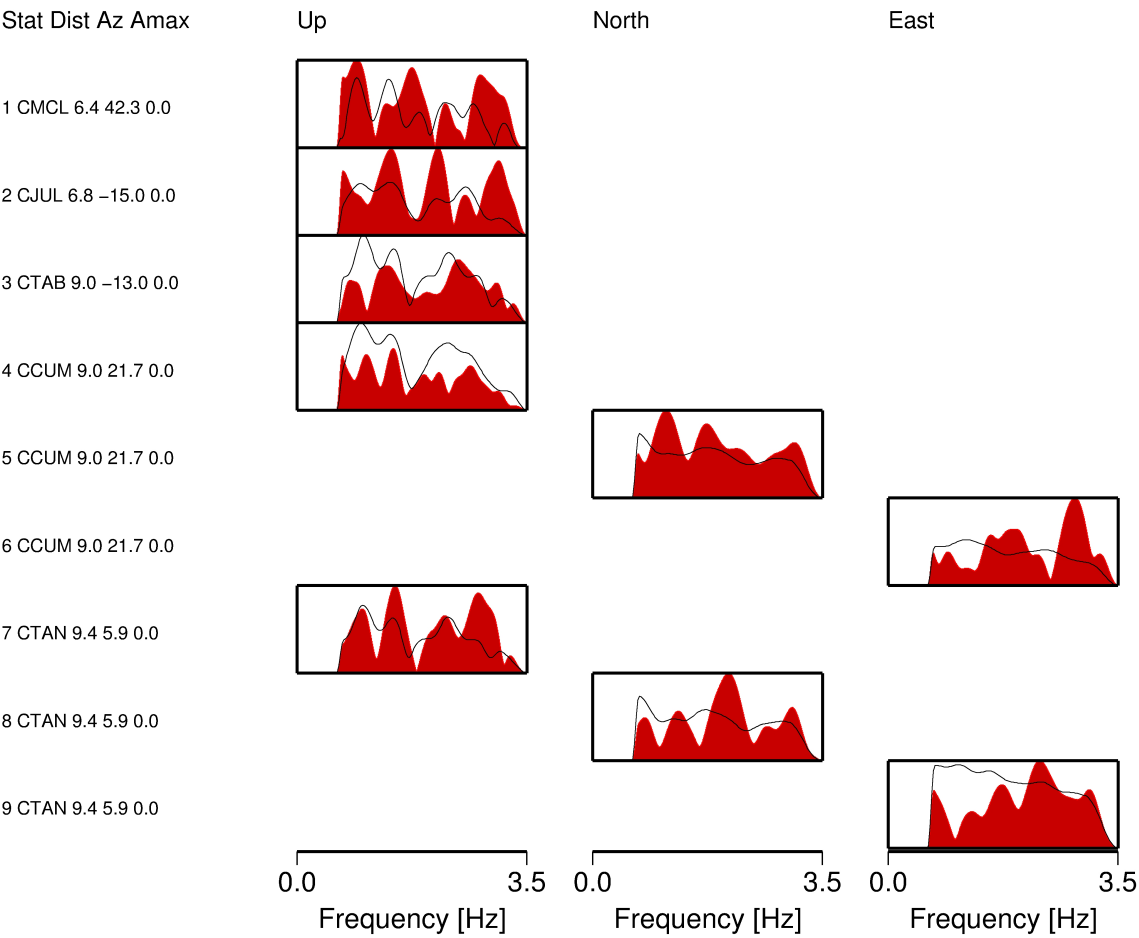 Stat Dist Az Amax Up North East
1 CMCL 6.4 42.3 0.0
2 CJUL 6.8 −15.0 0.0
3 CTAB 9.0 −13.0 0.0
4 CCUM 9.0 21.7 0.0
5 CCUM 9.0 21.7 0.0
6 CCUM 9.0 21.7 0.0
7 CTAN 9.4 5.9 0.0
8 CTAN 9.4 5.9 0.0
9 CTAN 9.4 5.9 0.0
0.0 3.5 0.0 3.5 0.0 3.5
Frequency [Hz] Frequency [Hz] Frequency [Hz]